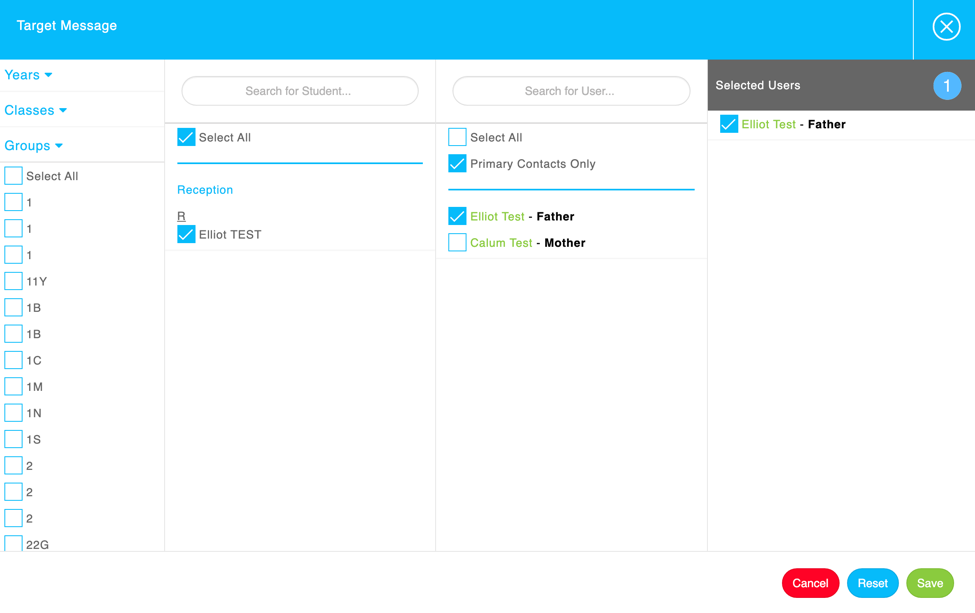 Target Message
Years
Classes
Groups
Select All
1
1
1
11Y
1B
1B
1C
1M
1N
1S
2
2
2
22G
Search for Student...
Select All
Reception
R
Elliot TEST
Search for User...
Select All
Primary Contacts Only
Elliot Test - Father
Calum Test - Mother
Selected Users 1
Elliot Test - Father
Cancel Reset Save